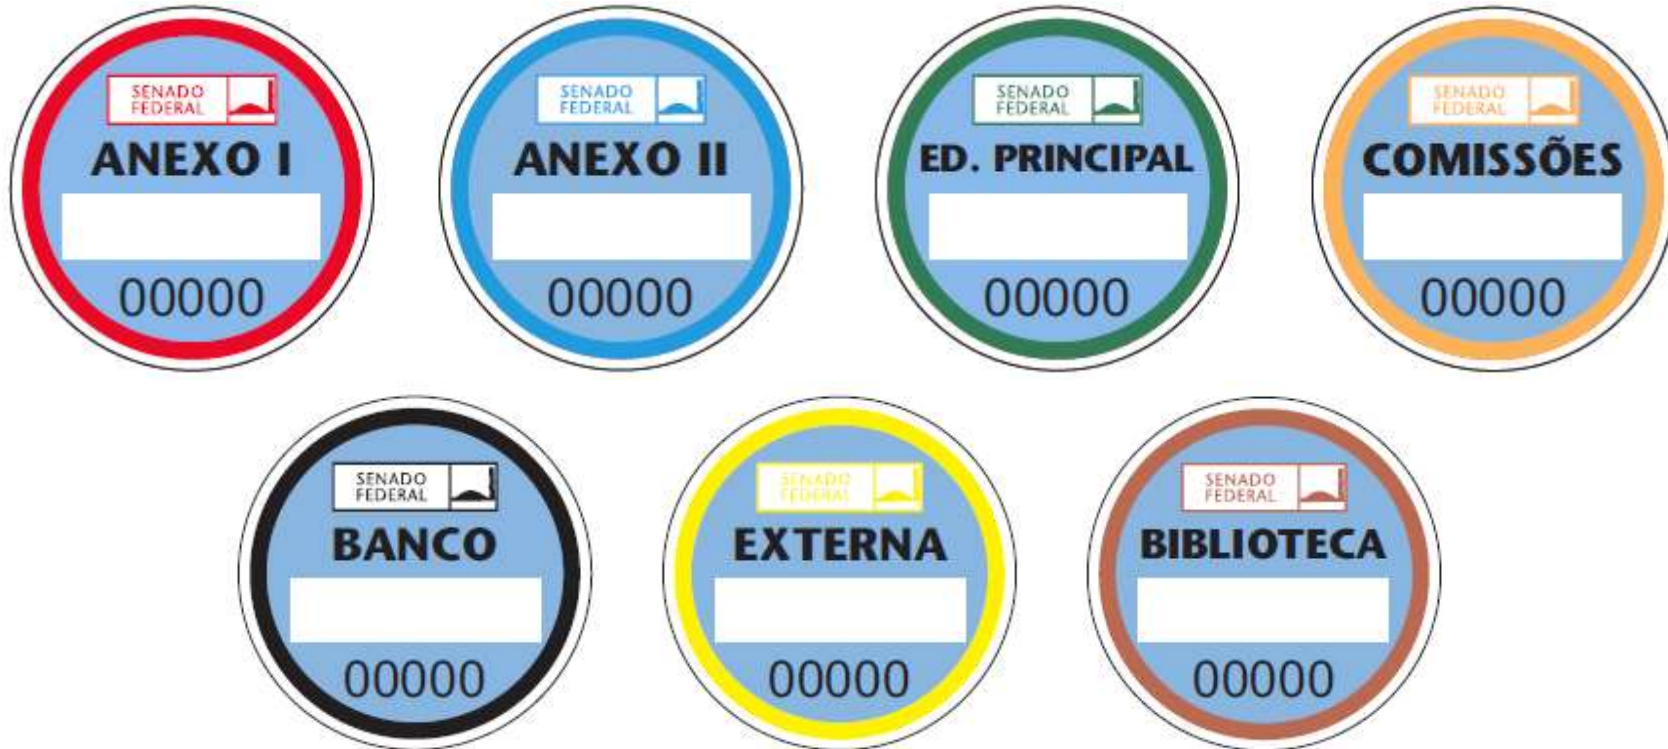 SENADO
FEDERAL
ANEXO I
00000
SENADO
FEDERAL
ANEXO II
00000
SENADO
FEDERAL
ED. PRINCIPAL
00000
SENADO
FEDERAL
COMISSÕES
00000
SENADO
FEDERAL
BANCO
00000
SENADO
FEDERAL
EXTERNA
00000
SENADO
FEDERAL
BIBLIOTECA
00000